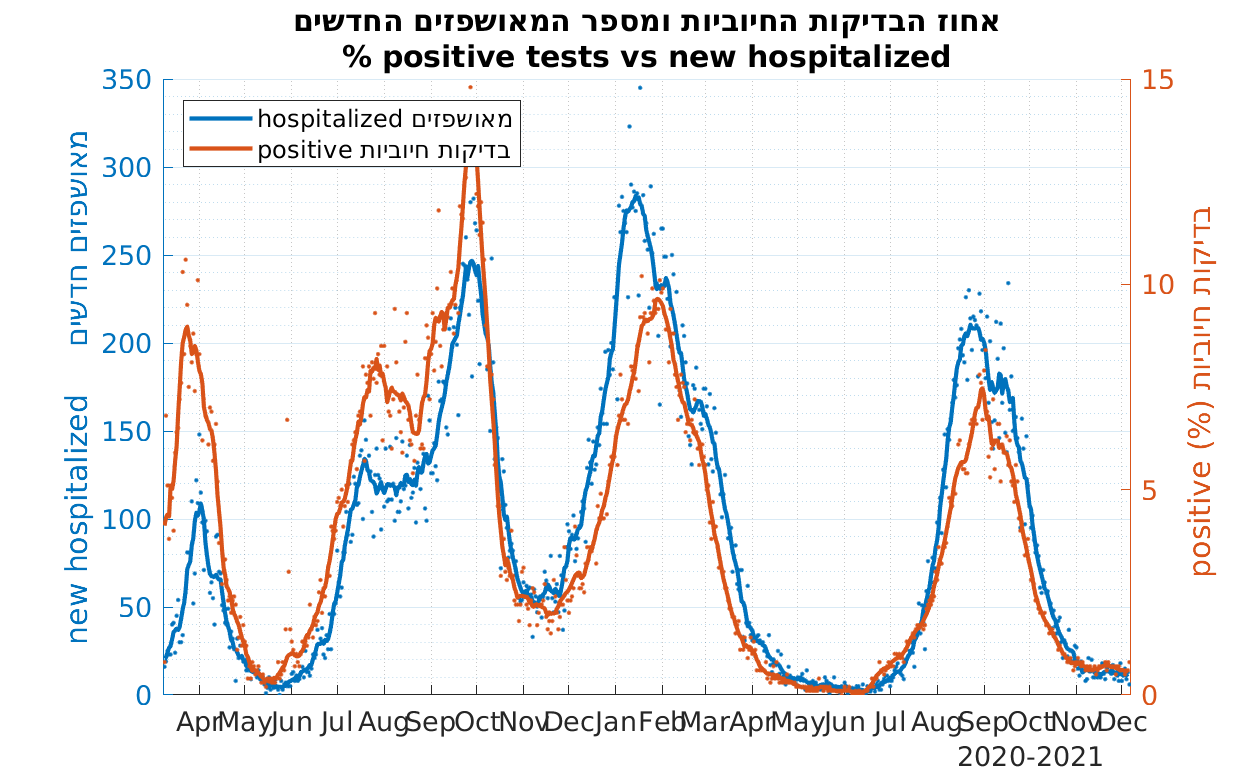 אחוז הבדיקות החיוביות ומספר המאושפזים החדשים
% positive tests vs new hospitalized
350
300
250
200
150
100
50
0
new hospitalized מאושפזים חדשים
hospitalized מאושפזים
positive בדיקות חיוביות
15
10
5
0
positive (%) בדיקות חיוביות
Apr May Jun Jul Aug Sep Oct Nov Dec Jan Feb Mar Apr May Jun Jul Aug Sep Oct Nov Dec
2020-2021